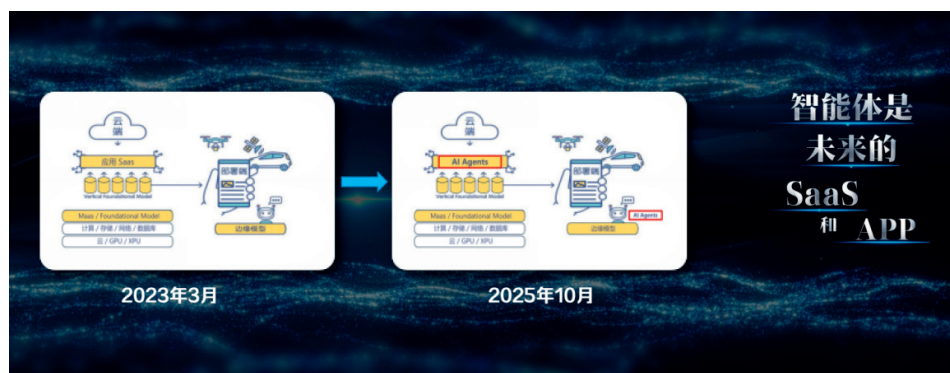 云
端
应用 Saas
Vertical Foundational Model
Maas / Foundational Model
计算 / 存储 / 网络 / 数据库
云 / GPU / XPU
部署端
边缘模型
2023年3月
云
端
AI Agents
Vertical Foundational Model
Maas / Foundational Model
计算 / 存储 / 网络 / 数据库
云 / GPU / XPU
部署端
AI Agents
边缘模型
2025年10月
智能体是
未来的
SaaS
和 APP